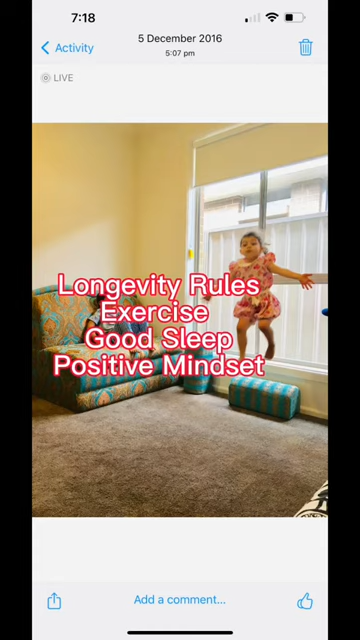 7:18
Activity
5 December 2016
5:07 pm
LIVE
Longevity Rules
Exercise
Good Sleep
Positive Mindset
Add a comment...